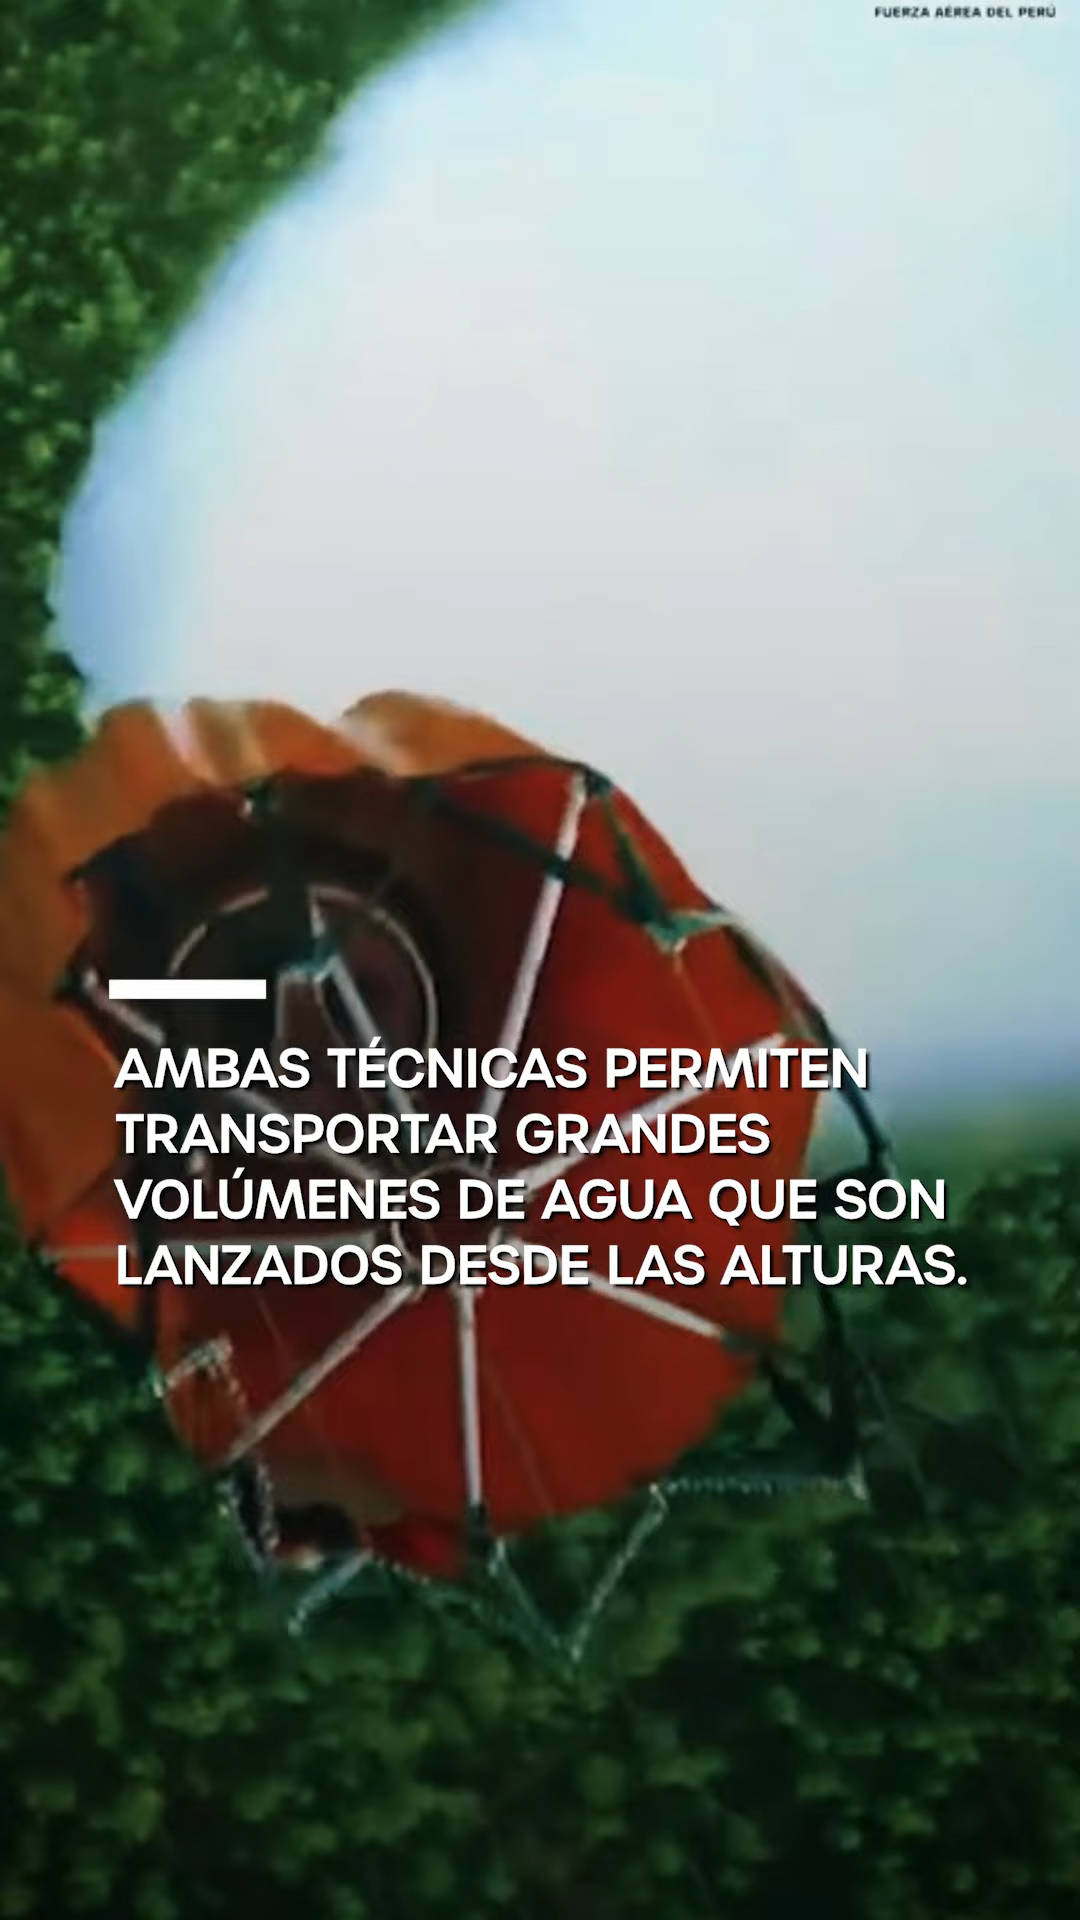 FUERZA AÉREA DEL PERÚ
AMBAS TÉCNICAS PERMITEN
TRANSPORTAR GRANDES
VOLÚMENES DE AGUA QUE SON
LANZADOS DESDE LAS ALTURAS.